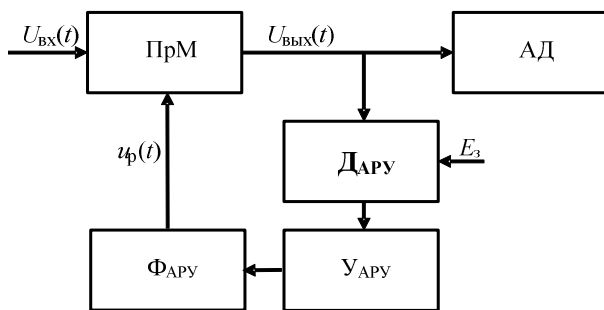 Uвх(t) ПрМ Uвых(t) АД
uр(t) ДАРУ Eз
ФАРУ УАРУ